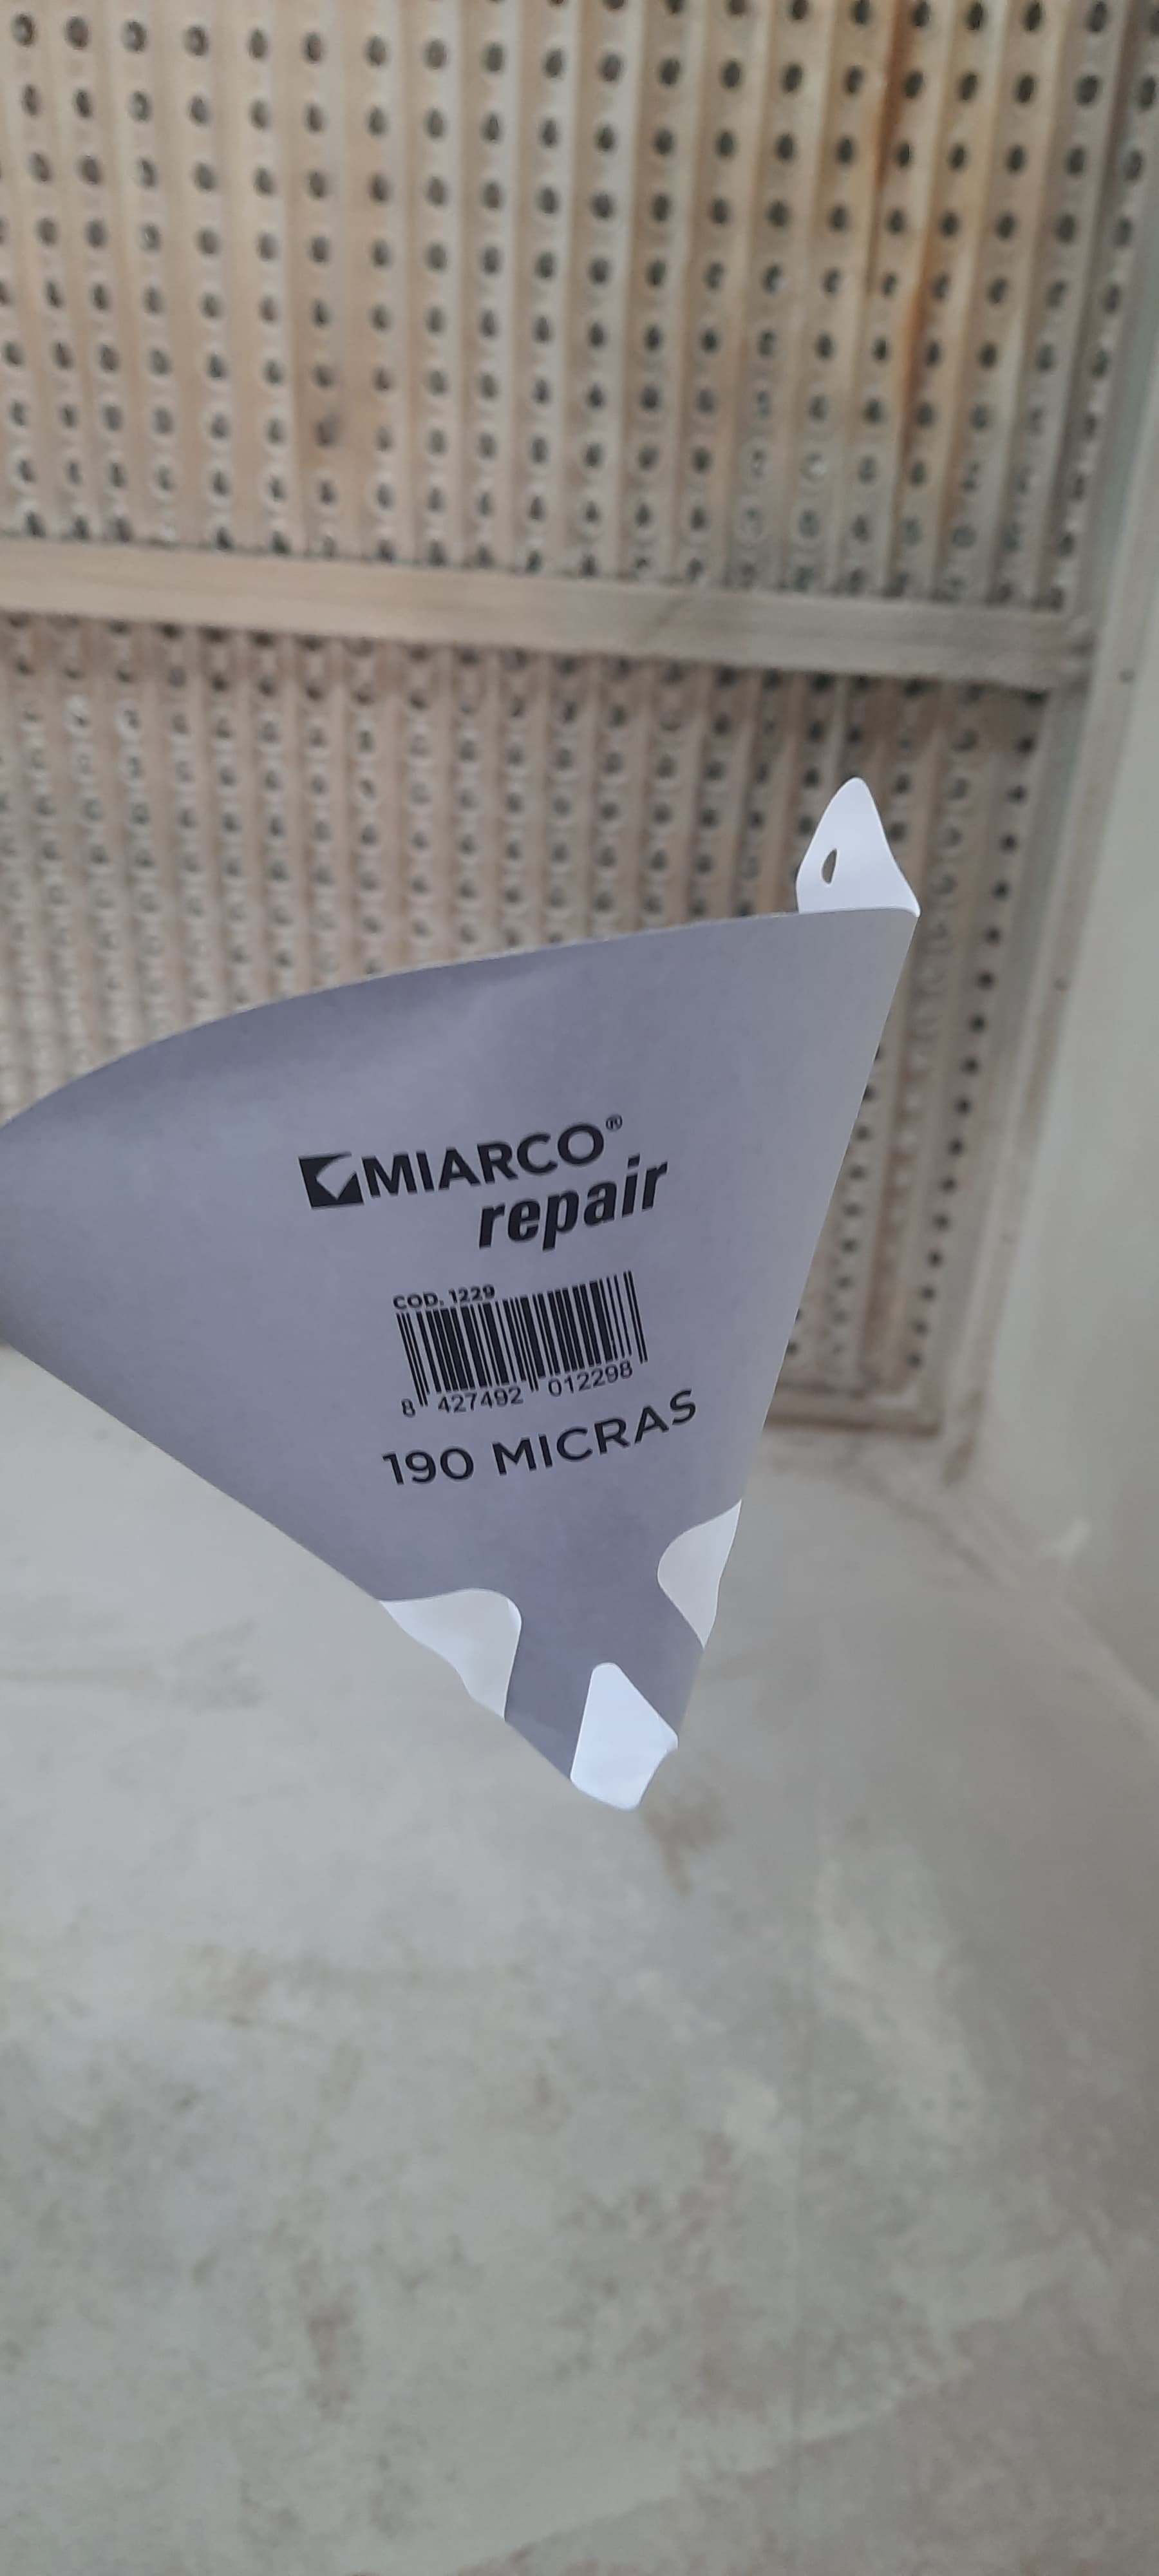 MIARCO®
repair
COD. 1229
8 427492 012298
190 MICRAS